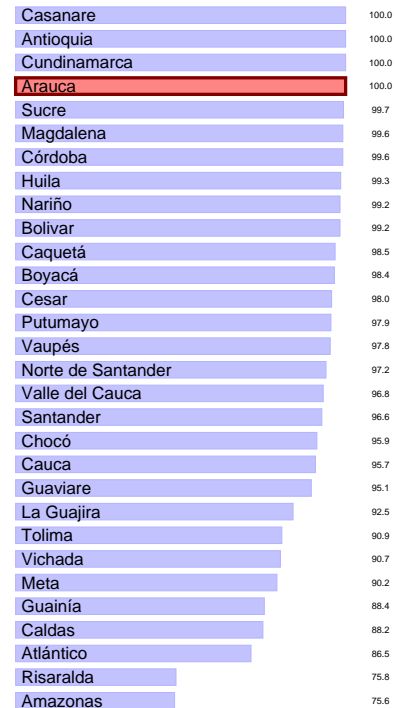 Casanare 100.0
Antioquia 100.0
Cundinamarca 100.0
Arauca 100.0
Sucre 99.7
Magdalena 99.6
Córdoba 99.6
Huila 99.3
Nariño 99.2
Bolivar 99.2
Caquetá 98.5
Boyacá 98.4
Cesar 98.0
Putumayo 97.9
Vaupés 97.8
Norte de Santander 97.2
Valle del Cauca 96.8
Santander 96.6
Chocó 95.9
Cauca 95.7
Guaviare 95.1
La Guajira 92.5
Tolima 90.9
Vichada 90.7
Meta 90.2
Guainía 88.4
Caldas 88.2
Atlántico 86.5
Risaralda 75.8
Amazonas 75.6